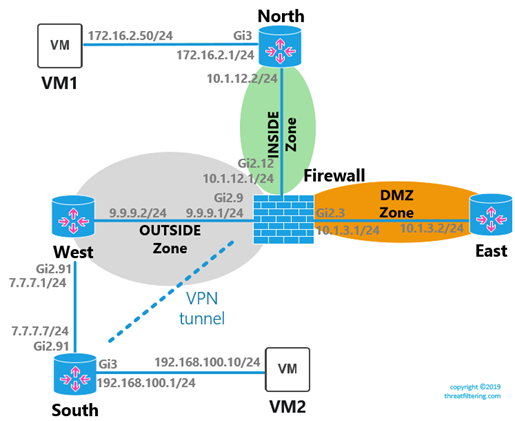 North
172.16.2.50/24
Gi3
VM
172.16.2.1/24
VM1
10.1.12.2/24
INSIDE
Zone
Gi2.12
10.1.12.1/24
Firewall
Gi2.9
DMZ
Zone
9.9.9.2/24
9.9.9.1/24
Gi2.3
10.1.3.1/24
10.1.3.2/24
West
OUTSIDE
Zone
East
Gi2.91
7.7.7.1/24
VPN
tunnel
7.7.7.7/24
Gi2.91
Gi3
192.168.100.10/24
VM
192.168.100.1/24
South
VM2
copyright ©2019
threatfiltering.com